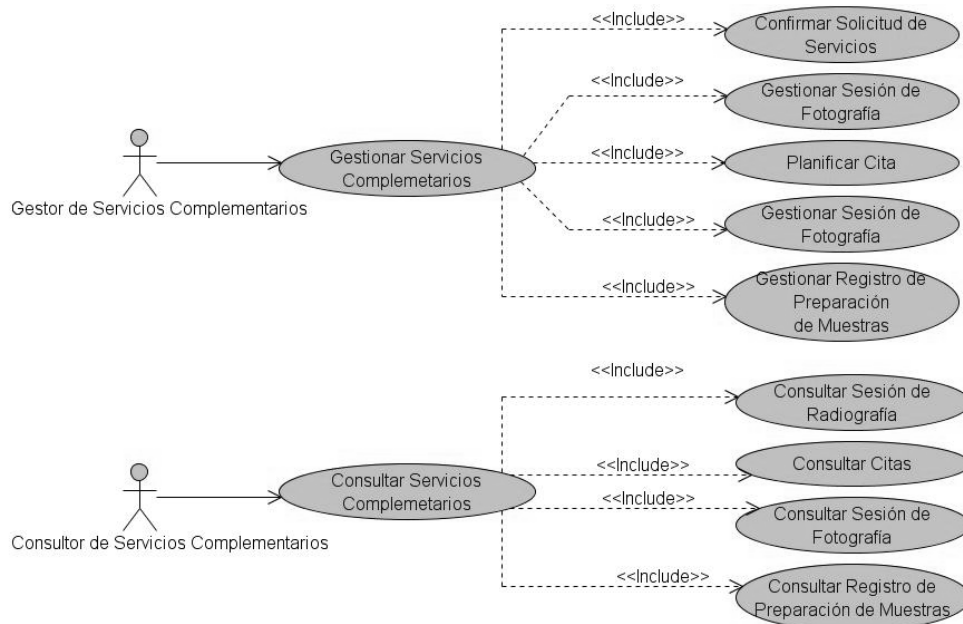 <<Include>>
Confirmar Solicitud de
Servicios
<<Include>>
Gestionar Sesión de
Fotografía
Gestor de Servicios Complementarios
Gestionar Servicios
Complemetarios
<<Include>>
Planificar Cita
<<Include>>
Gestionar Sesión de
Fotografía
<<Include>>
Gestionar Registro de
Preparación
de Muestras
<<Include>>
Consultar Sesión de
Radiografía
Consultor de Servicios Complementarios
Consultar Servicios
Complemetarios
<<Include>>
Consultar Citas
<<Include>>
Consultar Sesión de
Fotografía
<<Include>>
Consultar Registro de
Preparación de Muestras